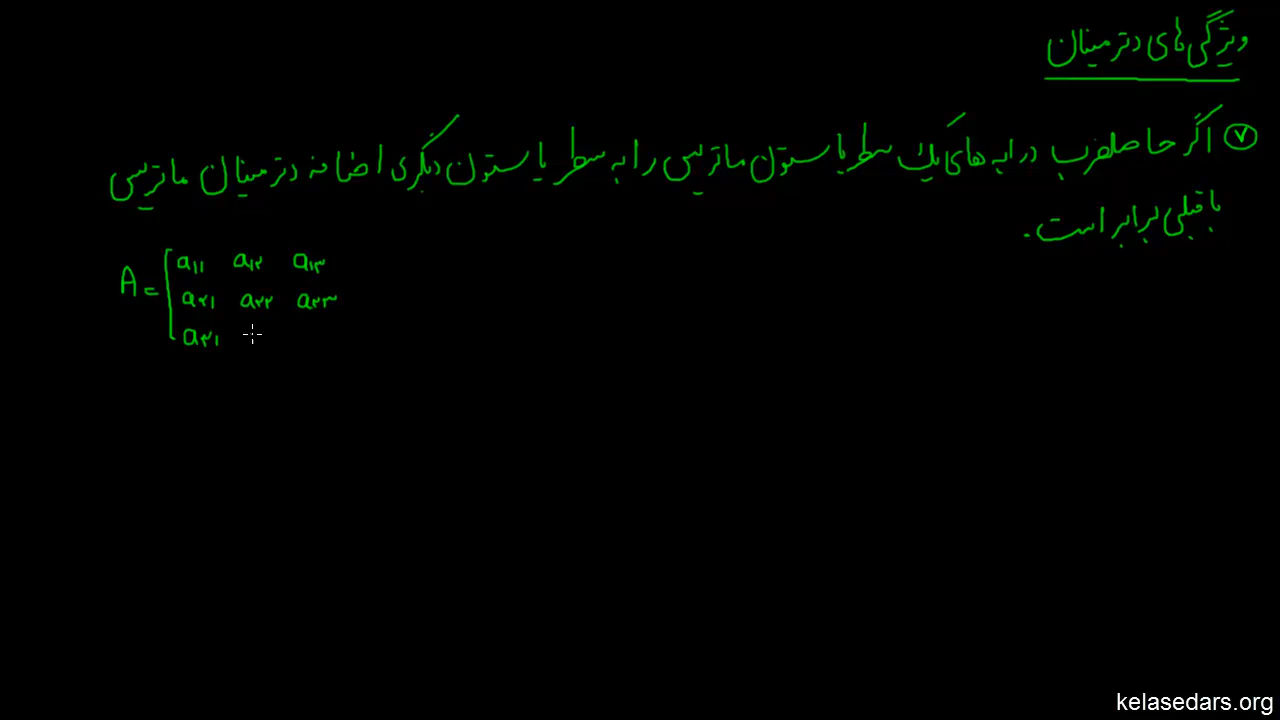 ویژگی های دترمینان
۷ اگر حاصلضرب درایه های یک سطر یا ستون ماتریس را به سطر یا ستون دیگری اضافه دترمینان ماتریس
با قبلی برابر است.
A = [ a۱۱ a۱۲ a۱۳
a۲۱ a۲۲ a۲۳
a۳۱
kelasedars.org